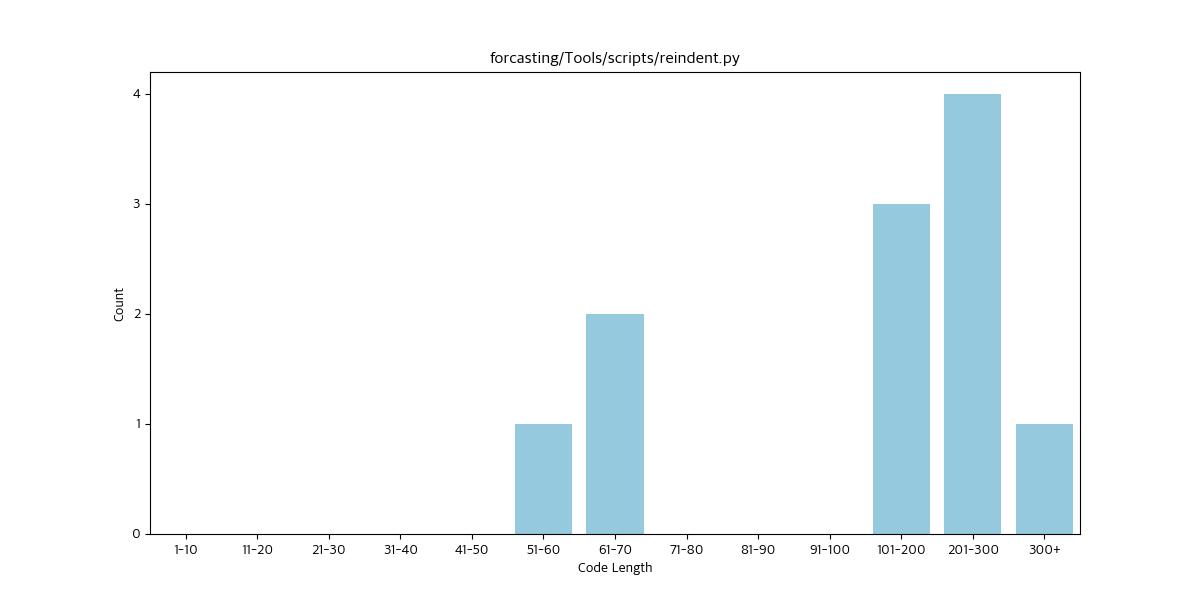 forcasting/Tools/scripts/reindent.py
4
3
2
1
0
Count
1-10 11-20 21-30 31-40 41-50 51-60 61-70 71-80 81-90 91-100 101-200 201-300 300+
Code Length